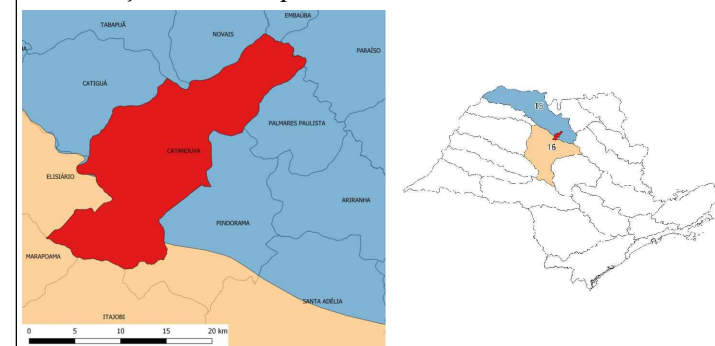 EMBAÚBA
TABAPUÃ
NOVAIS
PARAÍSO
CATIGUÁ
PALMARES PAULISTA
CATANDUVA
ELISIÁRIO
ARIRANHA
PINDORAMA
MARAPOAMA
SANTA ADÉLIA
ITAJOBI
0 5 10 15 20 km
15
16